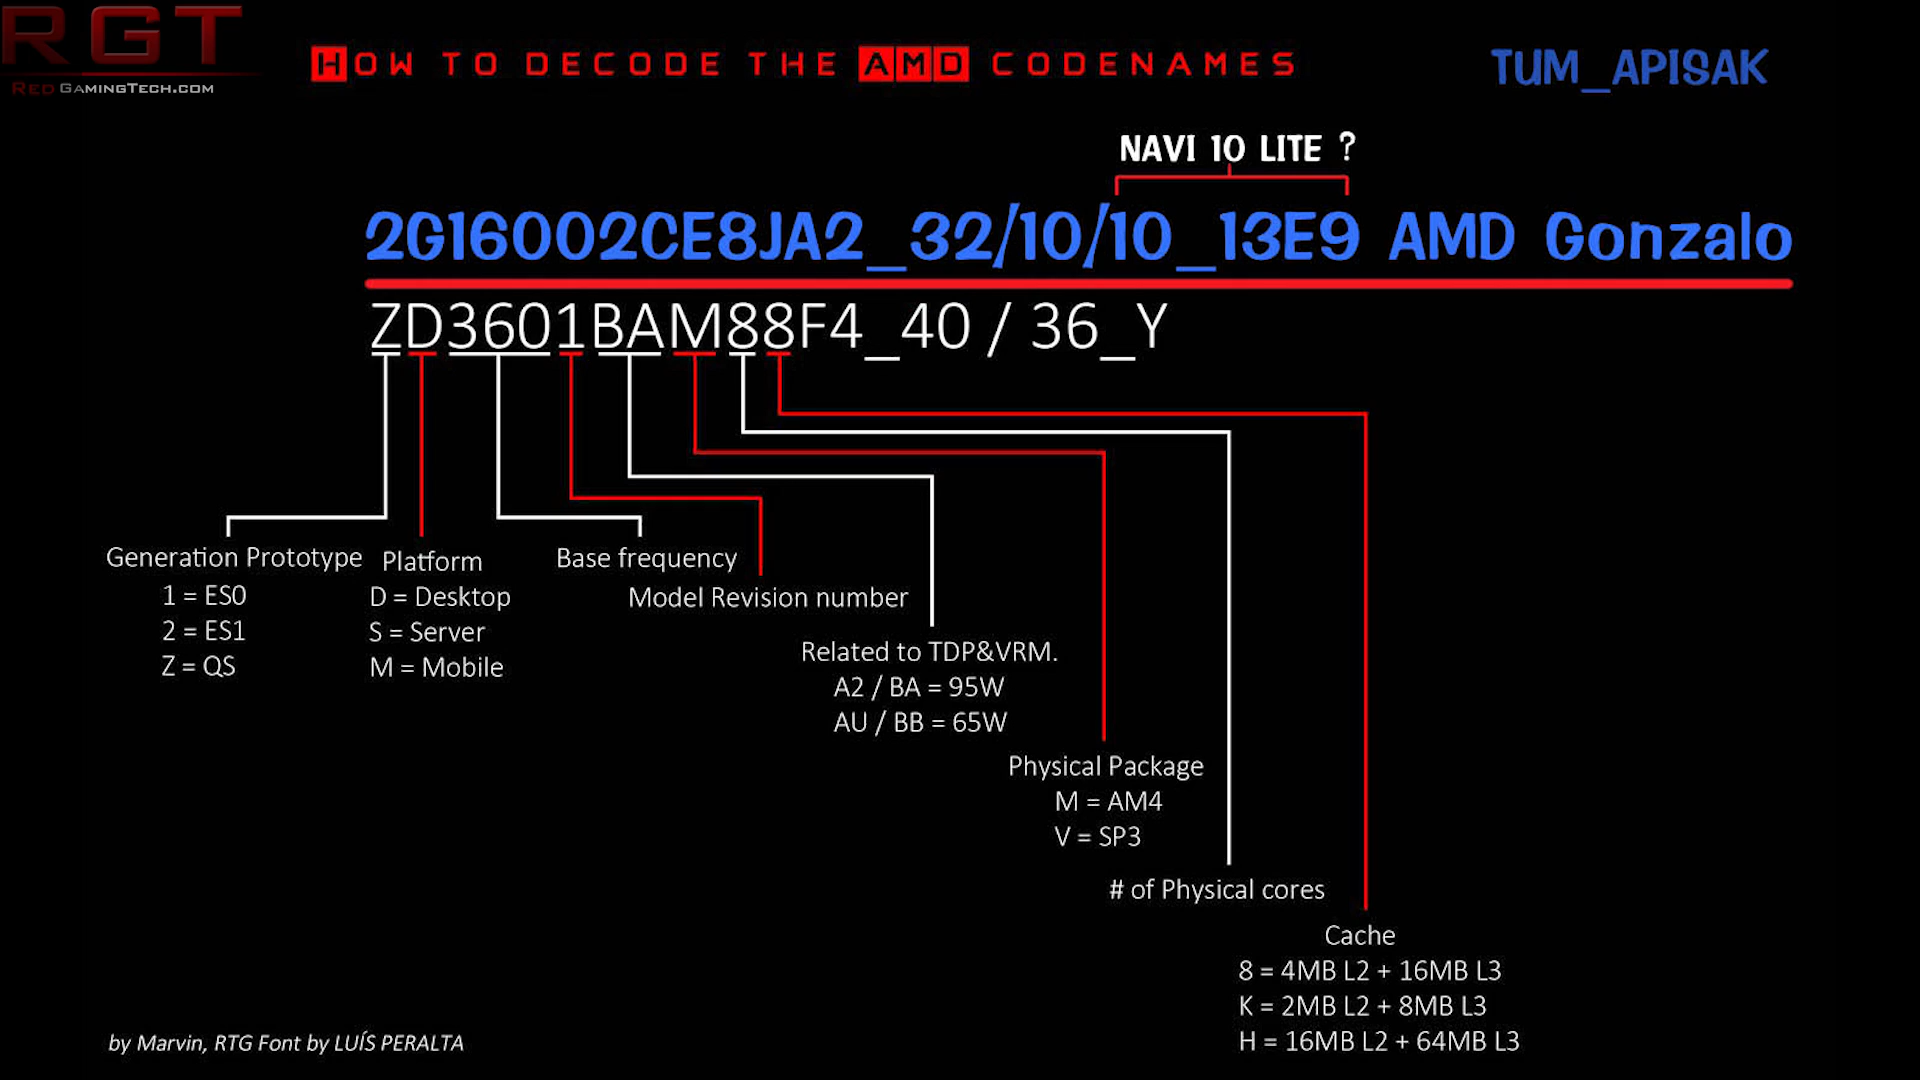 RGT
RedGamingTech.com
How to decode the AMD codenames
TUM_APISAK
NAVI 10 LITE ?
2G16002CE8JA2_32/10/10_13E9 AMD Gonzalo
ZD3601BAM88F4_40 / 36_Y
Generation Prototype
1 = ES0
2 = ES1
Z = QS
Platform
D = Desktop
S = Server
M = Mobile
Base frequency
Model Revision number
Related to TDP&VRM.
A2 / BA = 95W
AU / BB = 65W
Physical Package
M = AM4
V = SP3
# of Physical cores
Cache
8 = 4MB L2 + 16MB L3
K = 2MB L2 + 8MB L3
H = 16MB L2 + 64MB L3
by Marvin, RTG Font by LUÍS PERALTA